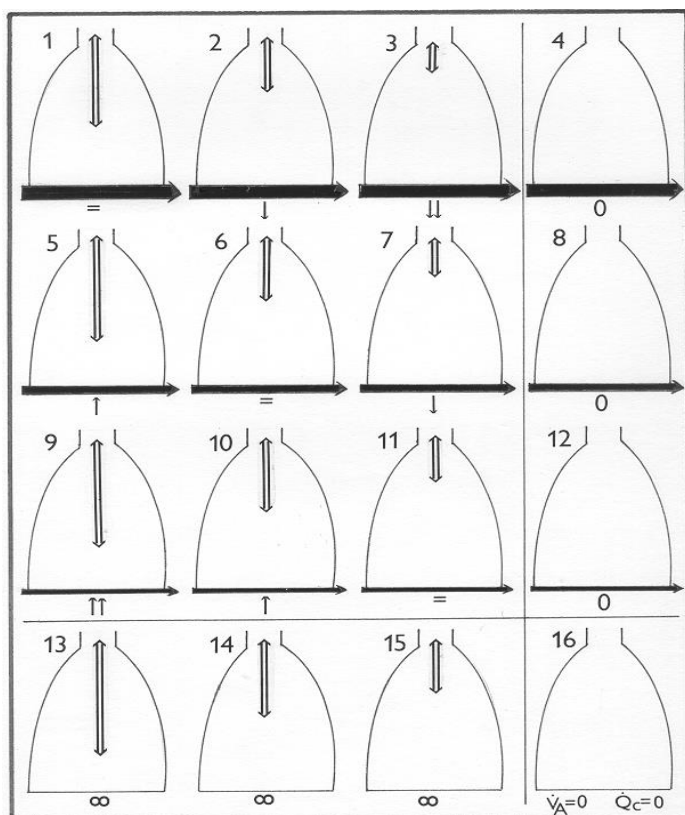 1 2 3 4
= ↓ ↓↓ 0
5 6 7 8
↑ = ↓ 0
9 10 11 12
↑↑ ↑ = 0
13 14 15 16
∞ ∞ ∞ V̇A=0 Q̇c=0